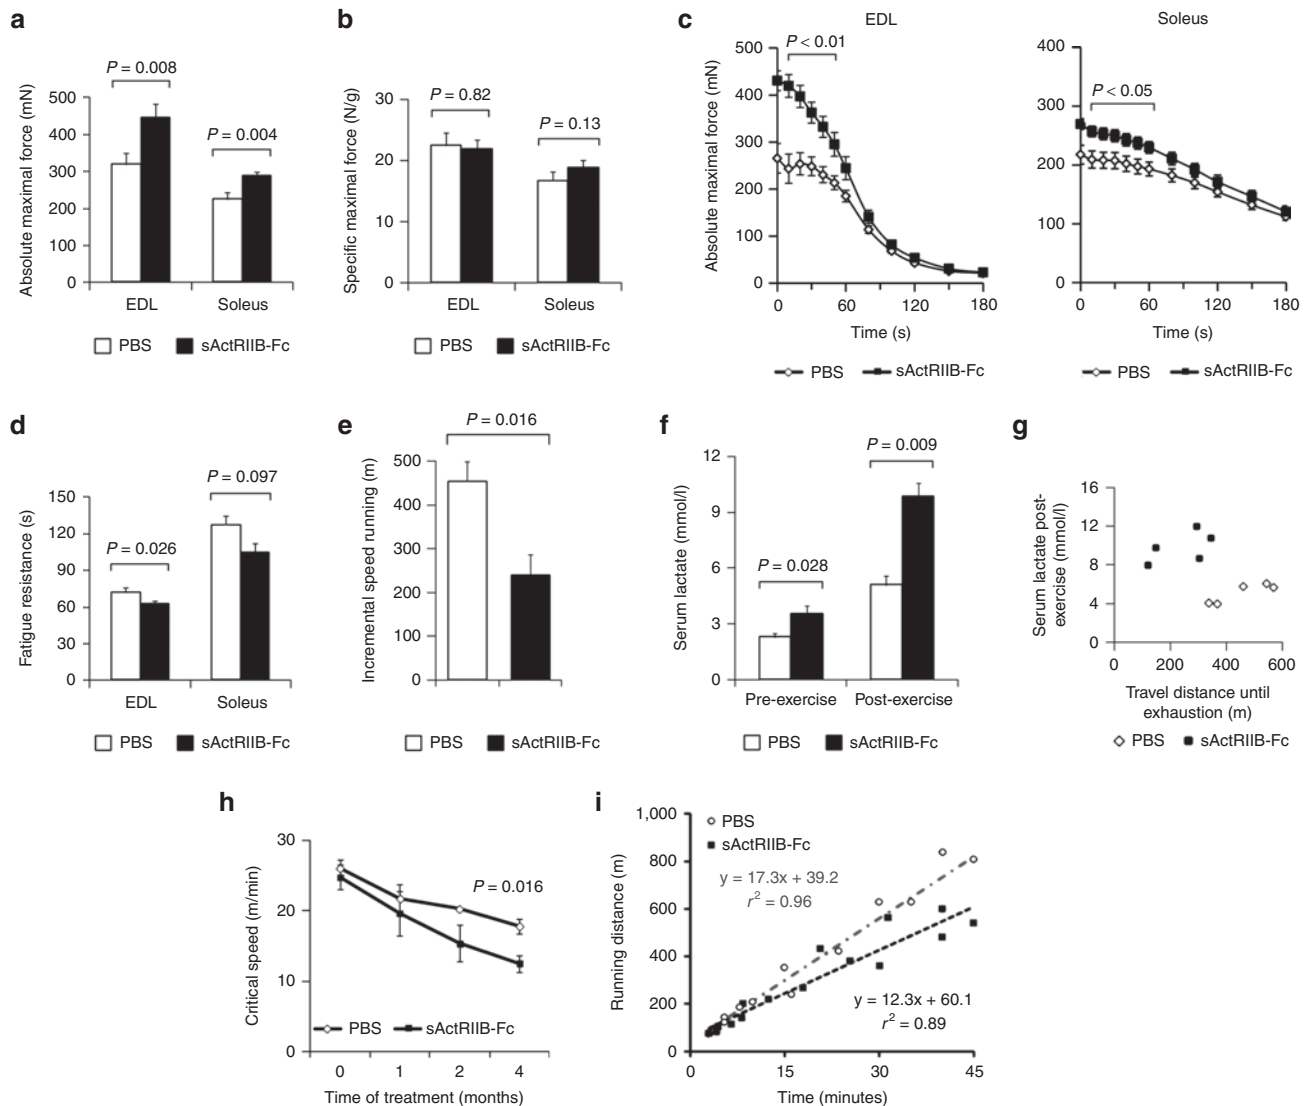 a
P = 0.008
P = 0.004
Absolute maximal force (mN)
500
400
300
200
100
0
EDL
Soleus
PBS
sActRIIB-Fc
b
P = 0.82
P = 0.13
Specific maximal force (N/g)
30
20
10
0
EDL
Soleus
PBS
sActRIIB-Fc
c
EDL
P < 0.01
Absolute maximal force (mN)
500
400
300
200
100
0
0
60
120
180
Time (s)
PBS
sActRIIB-Fc
Soleus
P < 0.05
400
300
200
100
0
0
60
120
180
Time (s)
PBS
sActRIIB-Fc
d
P = 0.097
P = 0.026
Fatigue resistance (s)
150
120
90
60
30
0
EDL
Soleus
PBS
sActRIIB-Fc
e
P = 0.016
Incremental speed running (m)
500
400
300
200
100
0
PBS
sActRIIB-Fc
f
P = 0.009
P = 0.028
Serum lactate (mmol/l)
12
9
6
3
0
Pre-exercise
Post-exercise
PBS
sActRIIB-Fc
g
Serum lactate post-
exercise (mmol/l)
16
12
8
4
0
0
200
400
600
Travel distance until
exhaustion (m)
PBS
sActRIIB-Fc
h
P = 0.016
Critical speed (m/min)
30
20
10
0
PBS
sActRIIB-Fc
0
1
2
4
Time of treatment (months)
i
Running distance (m)
1,000
800
600
400
200
0
PBS
sActRIIB-Fc
y = 17.3x + 39.2
r² = 0.96
y = 12.3x + 60.1
r² = 0.89
0
15
30
45
Time (minutes)